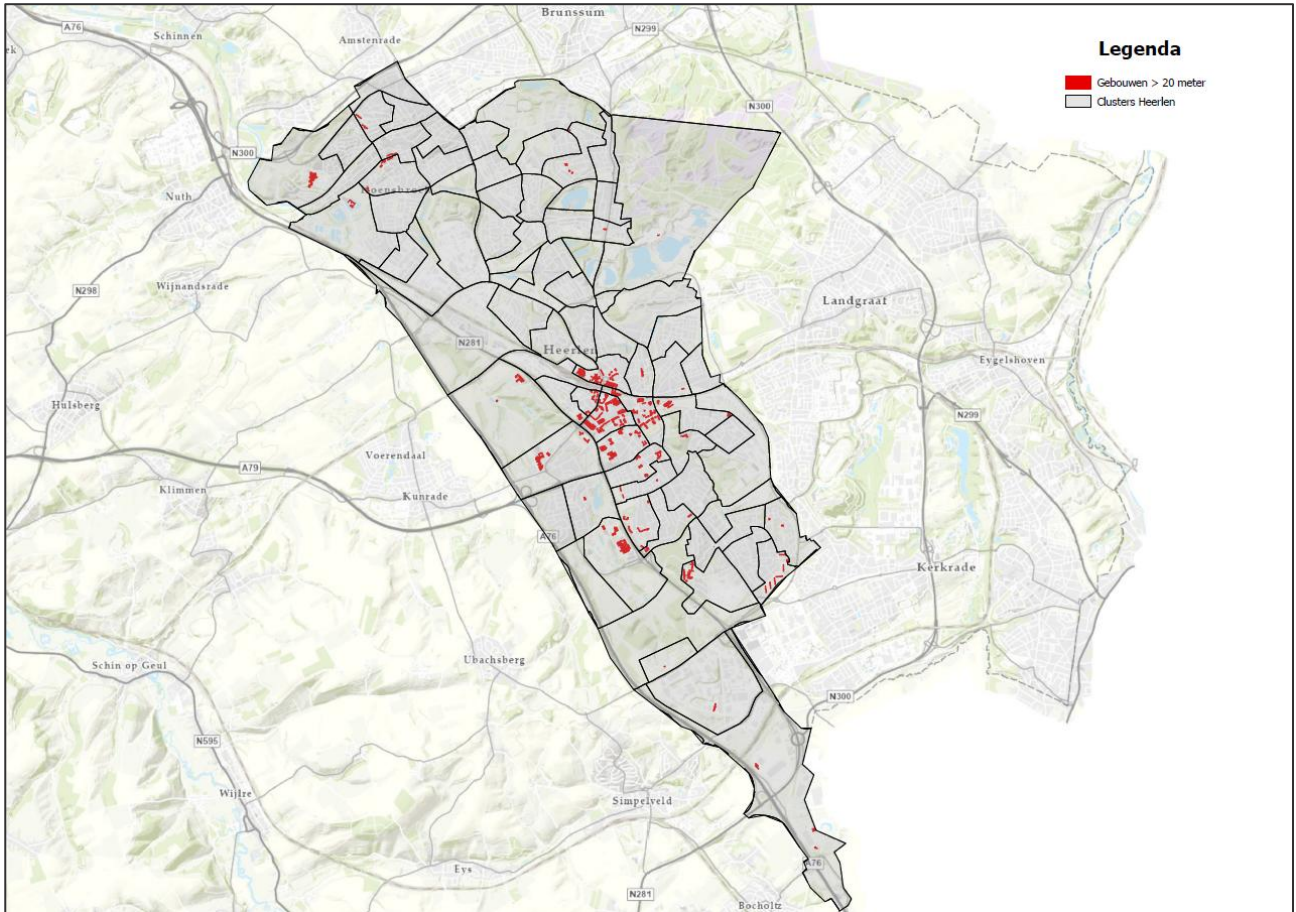 Brunssum
A76
N299
Schinnen
Amstenrade
Legenda
Gebouwen > 20 meter
Clusters Heerlen
N300
N300
Nuth
Wijnandsrade
N298
Landgraaf
N281
Heerlen
Eygelshoven
Hulsberg
N299
Voerendaal
A79
Klimmen
Kunrade
A76
Kerkrade
Schin op Geul
Ubachsberg
N300
N595
Wijlre
Simpelveld
A76
Eys
N281
Bocholtz